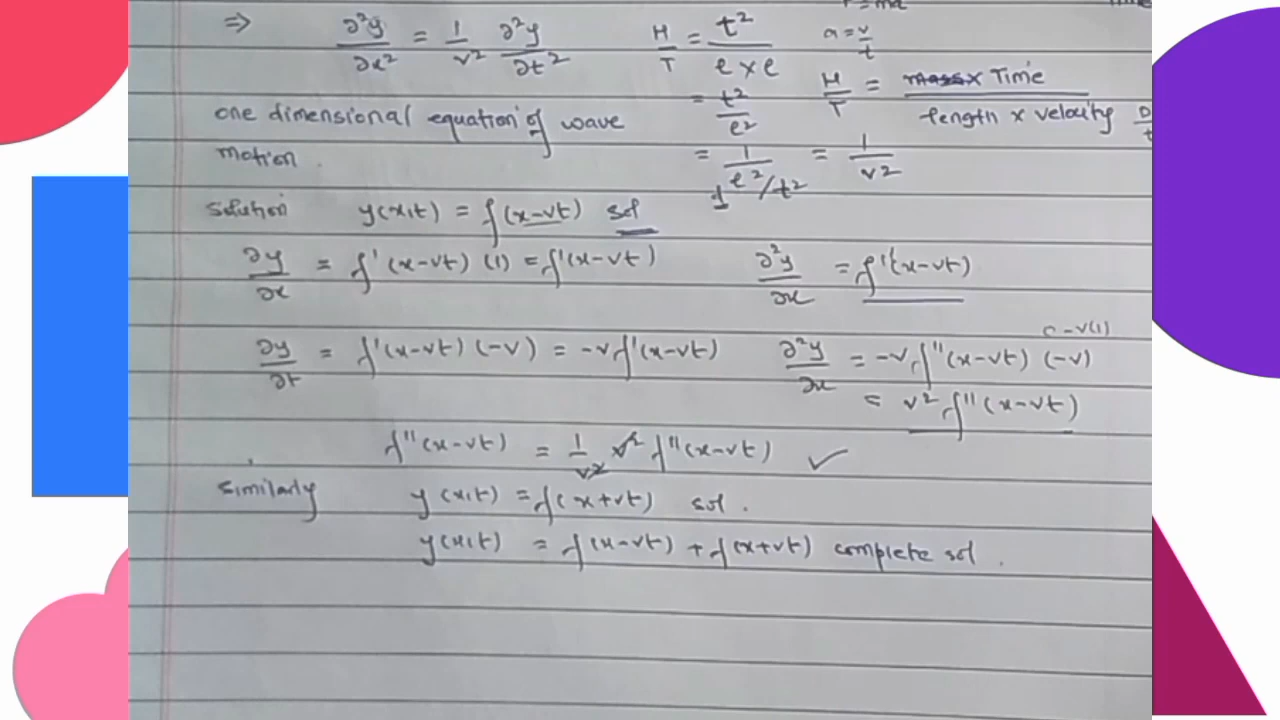 ⇒ ∂²y/∂x² = 1/v² ∂²y/∂t²
M/T = t²/(l × l)
a = v/t
= t²/l²
M/T = Time / length × velocity
one dimensional equation of wave
motion.
= 1/(l²/t²) = 1/v²
solution y(x,t) = f(x-vt) sol
∂y/∂x = f'(x-vt) (1) = f'(x-vt) ∂²y/∂x = f''(x-vt)
0-v(1)
∂y/∂t = f'(x-vt) (-v) = -v f'(x-vt) ∂²y/∂x = -v f''(x-vt) (-v)
= v² f''(x-vt)
f''(x-vt) = 1/v² v² f''(x-vt) ✓
similarly y(x,t) = f(x+vt) sol.
y(x,t) = f(x-vt) + f(x+vt) complete sol.